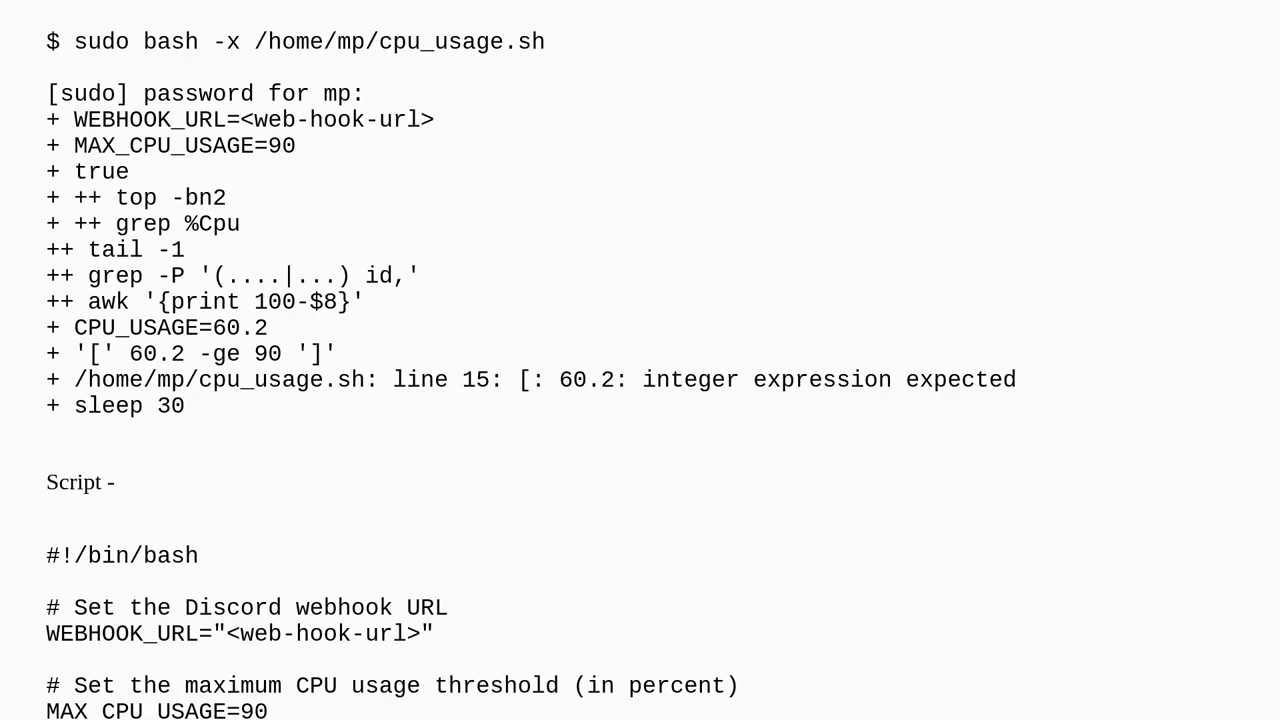 $ sudo bash -x /home/mp/cpu_usage.sh
[sudo] password for mp:
+ WEBHOOK_URL=<web-hook-url>
+ MAX_CPU_USAGE=90
+ true
+ ++ top -bn2
+ ++ grep %Cpu
++ tail -1
++ grep -P '(....|...) id,'
++ awk '{print 100-$8}'
+ CPU_USAGE=60.2
+ '[' 60.2 -ge 90 ']'
+ /home/mp/cpu_usage.sh: line 15: [: 60.2: integer expression expected
+ sleep 30
Script -
#!/bin/bash
# Set the Discord webhook URL
WEBHOOK_URL="<web-hook-url>"
# Set the maximum CPU usage threshold (in percent)
MAX_CPU_USAGE=90